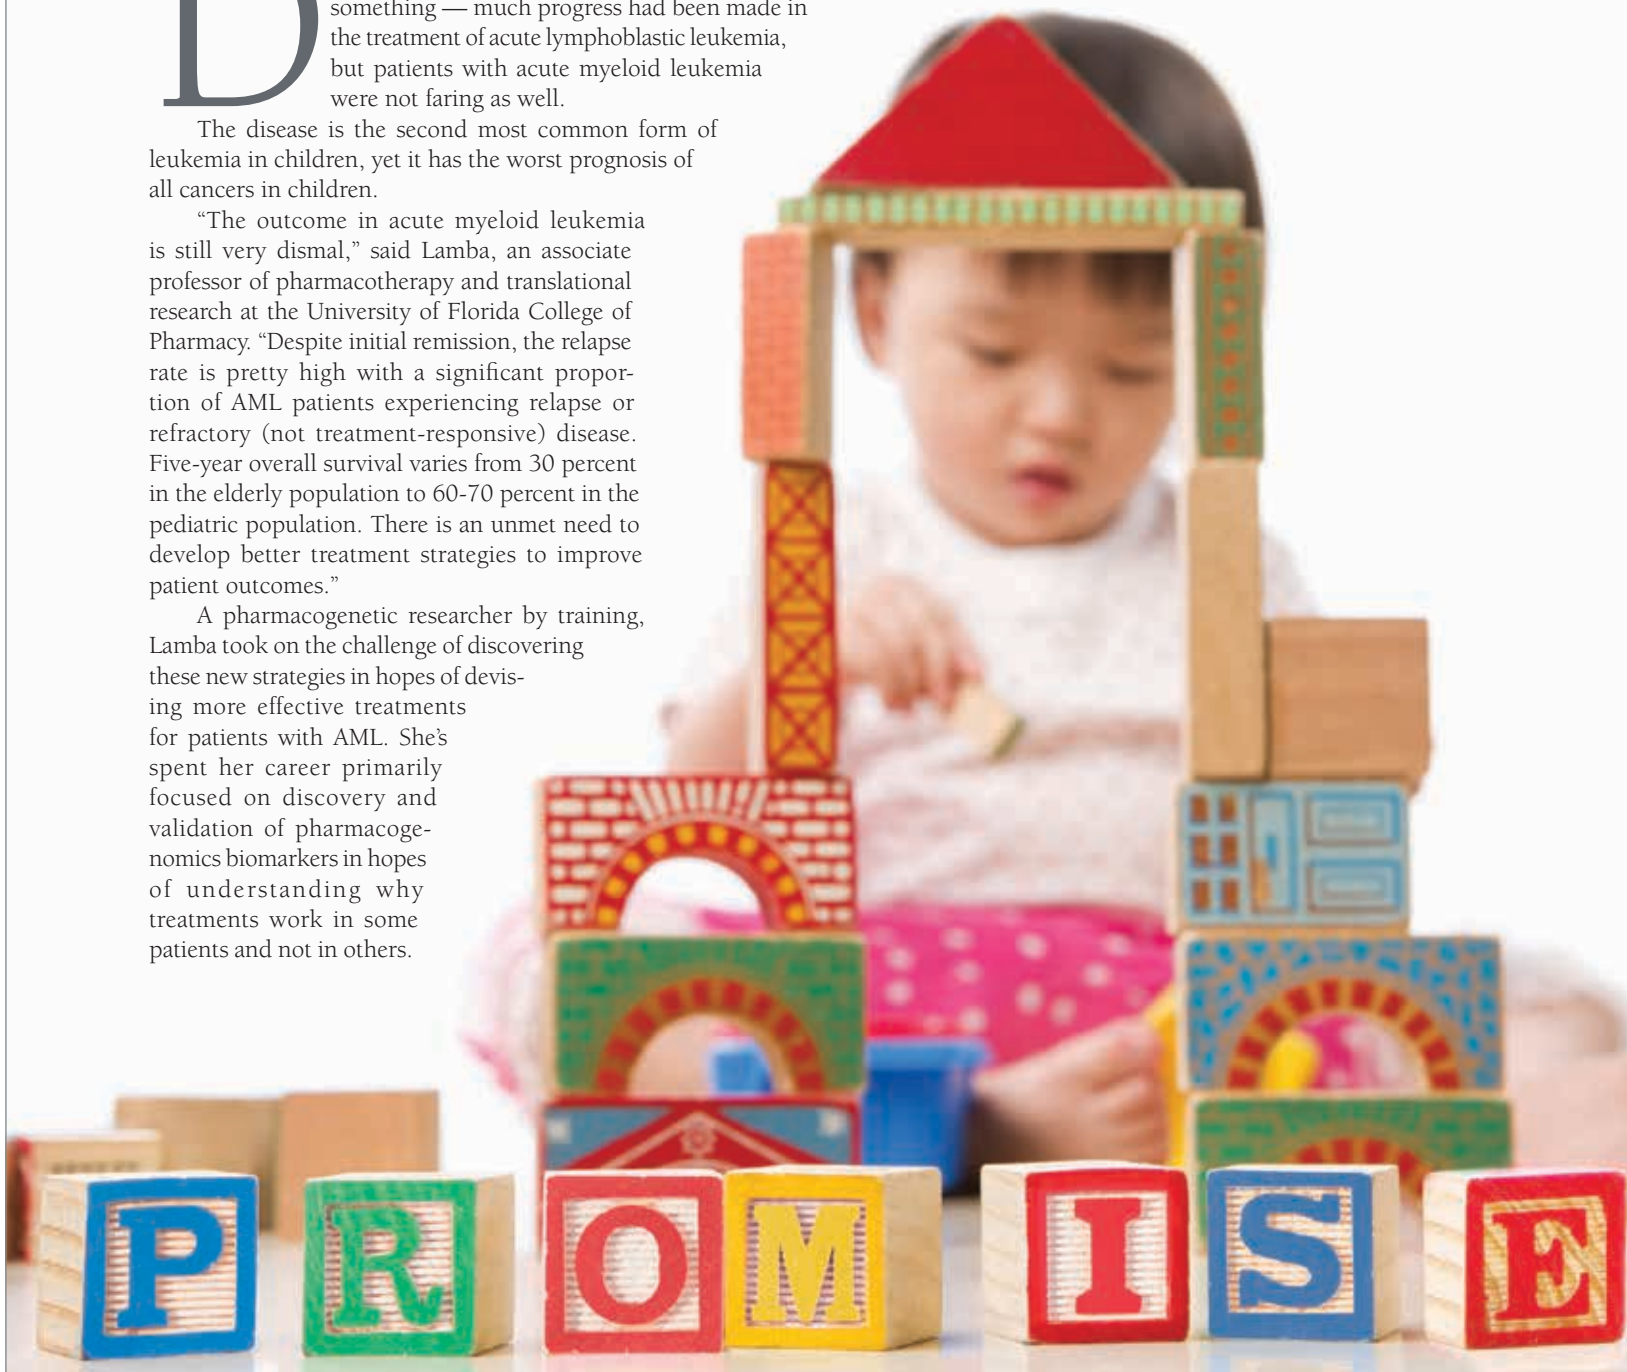 D
something — much progress had been made in
the treatment of acute lymphoblastic leukemia,
but patients with acute myeloid leukemia
were not faring as well.
The disease is the second most common form of
leukemia in children, yet it has the worst prognosis of
all cancers in children.
“The outcome in acute myeloid leukemia
is still very dismal,” said Lamba, an associate
professor of pharmacotherapy and translational
research at the University of Florida College of
Pharmacy. “Despite initial remission, the relapse
rate is pretty high with a significant propor-
tion of AML patients experiencing relapse or
refractory (not treatment-responsive) disease.
Five-year overall survival varies from 30 percent
in the elderly population to 60-70 percent in the
pediatric population. There is an unmet need to
develop better treatment strategies to improve
patient outcomes.”
A pharmacogenetic researcher by training,
Lamba took on the challenge of discovering
these new strategies in hopes of devis-
ing more effective treatments
for patients with AML. She’s
spent her career primarily
focused on discovery and
validation of pharmacoge-
nomics biomarkers in hopes
of understanding why
treatments work in some
patients and not in others.
PROMISE